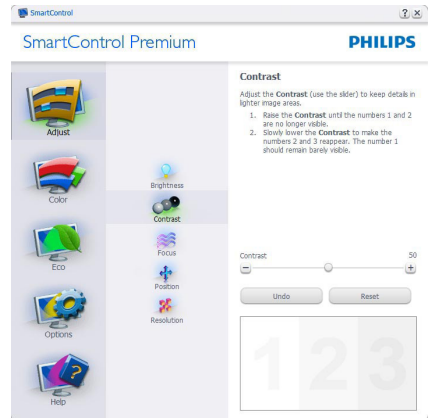 SmartControl
SmartControl Premium
PHILIPS
Adjust
Color
Eco
Options
Help
Brightness
Contrast
Focus
Position
Resolution
Contrast
Adjust the Contrast (use the slider) to keep details in
lighter image areas.
1. Raise the Contrast until the numbers 1 and 2
are no longer visible.
2. Slowly lower the Contrast to make the
numbers 2 and 3 reappear. The number 1
should remain barely visible.
Contrast 50
Undo Reset
1 2 3